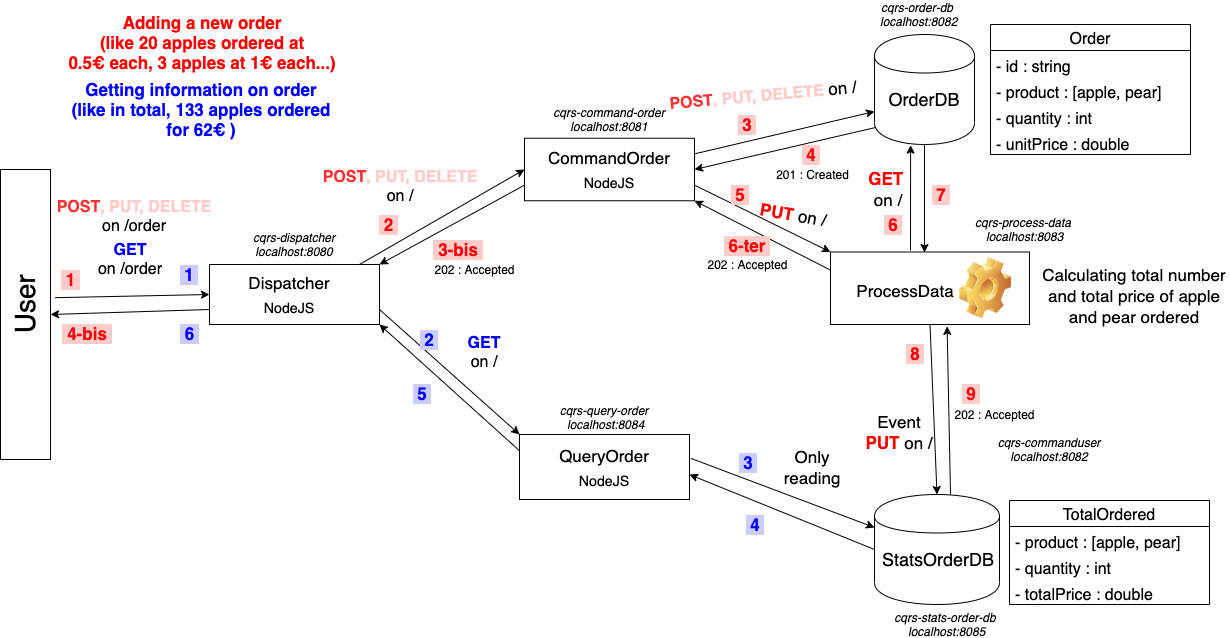 Adding a new order
(like 20 apples ordered at
0.5€ each, 3 apples at 1€ each...)
Getting information on order
(like in total, 133 apples ordered
for 62€ )
User
POST, PUT, DELETE
on /order
GET
on /order
1
1
4-bis
6
cqrs-dispatcher
localhost:8080
Dispatcher
NodeJS
POST, PUT, DELETE
on /
2
3-bis
202 : Accepted
2
GET
on /
5
cqrs-command-order
localhost:8081
CommandOrder
NodeJS
POST, PUT, DELETE on /
3
4
201 : Created
5
PUT on /
6-ter
202 : Accepted
cqrs-order-db
localhost:8082
OrderDB
Order
- id : string
- product : [apple, pear]
- quantity : int
- unitPrice : double
GET
on /
6
7
cqrs-process-data
localhost:8083
ProcessData
Calculating total number
and total price of apple
and pear ordered
8
9
202 : Accepted
Event
PUT on /
cqrs-commanduser
localhost:8082
cqrs-query-order
localhost:8084
QueryOrder
NodeJS
3
Only
reading
4
StatsOrderDB
cqrs-stats-order-db
localhost:8085
TotalOrdered
- product : [apple, pear]
- quantity : int
- totalPrice : double